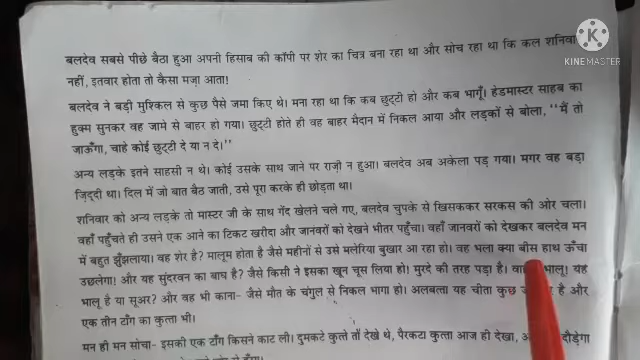 KINEMASTER
बलदेव सबसे पीछे बैठा हुआ अपनी हिसाब की कॉपी पर शेर का चित्र बना रहा था और सोच रहा था कि कल शनिवार
नहीं, इतवार होता तो कैसा मज़ा आता!
बलदेव ने बड़ी मुश्किल से कुछ पैसे जमा किए थे। मना रहा था कि कब छुट्टी हो और कब भागूँ। हेडमास्टर साहब का
हुक्म सुनकर वह जामे से बाहर हो गया। छुट्टी होते ही वह बाहर मैदान में निकल आया और लड़कों से बोला, "मैं तो
जाऊँगा, चाहे कोई छुट्टी दे या न दे।"
अन्य लड़के इतने साहसी न थे। कोई उसके साथ जाने पर राज़ी न हुआ। बलदेव अब अकेला पड़ गया। मगर वह बड़ा
ज़िद्दी था। दिल में जो बात बैठ जाती, उसे पूरा करके ही छोड़ता था।
शनिवार को अन्य लड़के तो मास्टर जी के साथ गेंद खेलने चले गए, बलदेव चुपके से खिसककर सरकस की ओर चला।
वहाँ पहुँचते ही उसने एक आने का टिकट खरीदा और जानवरों को देखने भीतर पहुँचा। वहाँ जानवरों को देखकर बलदेव मन
में बहुत झुँझलाया। वह शेर है? मालूम होता है जैसे महीनों से उसे मलेरिया बुखार आ रहा हो। वह भला क्या बीस हाथ ऊँचा
उछलेगा! और यह सुंदरवन का बाघ है? जैसे किसी ने इसका खून चूस लिया हो। मुरदे की तरह पड़ा है। भालू! यह
भालू है या सूअर? और वह भी काना- जैसे मौत के चंगुल से निकल भागा हो। अलबत्ता यह चीता कुछ है और
एक तीन टाँग का कुत्ता भी।
मन ही मन सोचा- इसकी एक टाँग किसने काट ली। दुमकटे कुत्ते तो देखे थे, पैरकटा कुत्ता आज ही देखा, दौड़ेगा